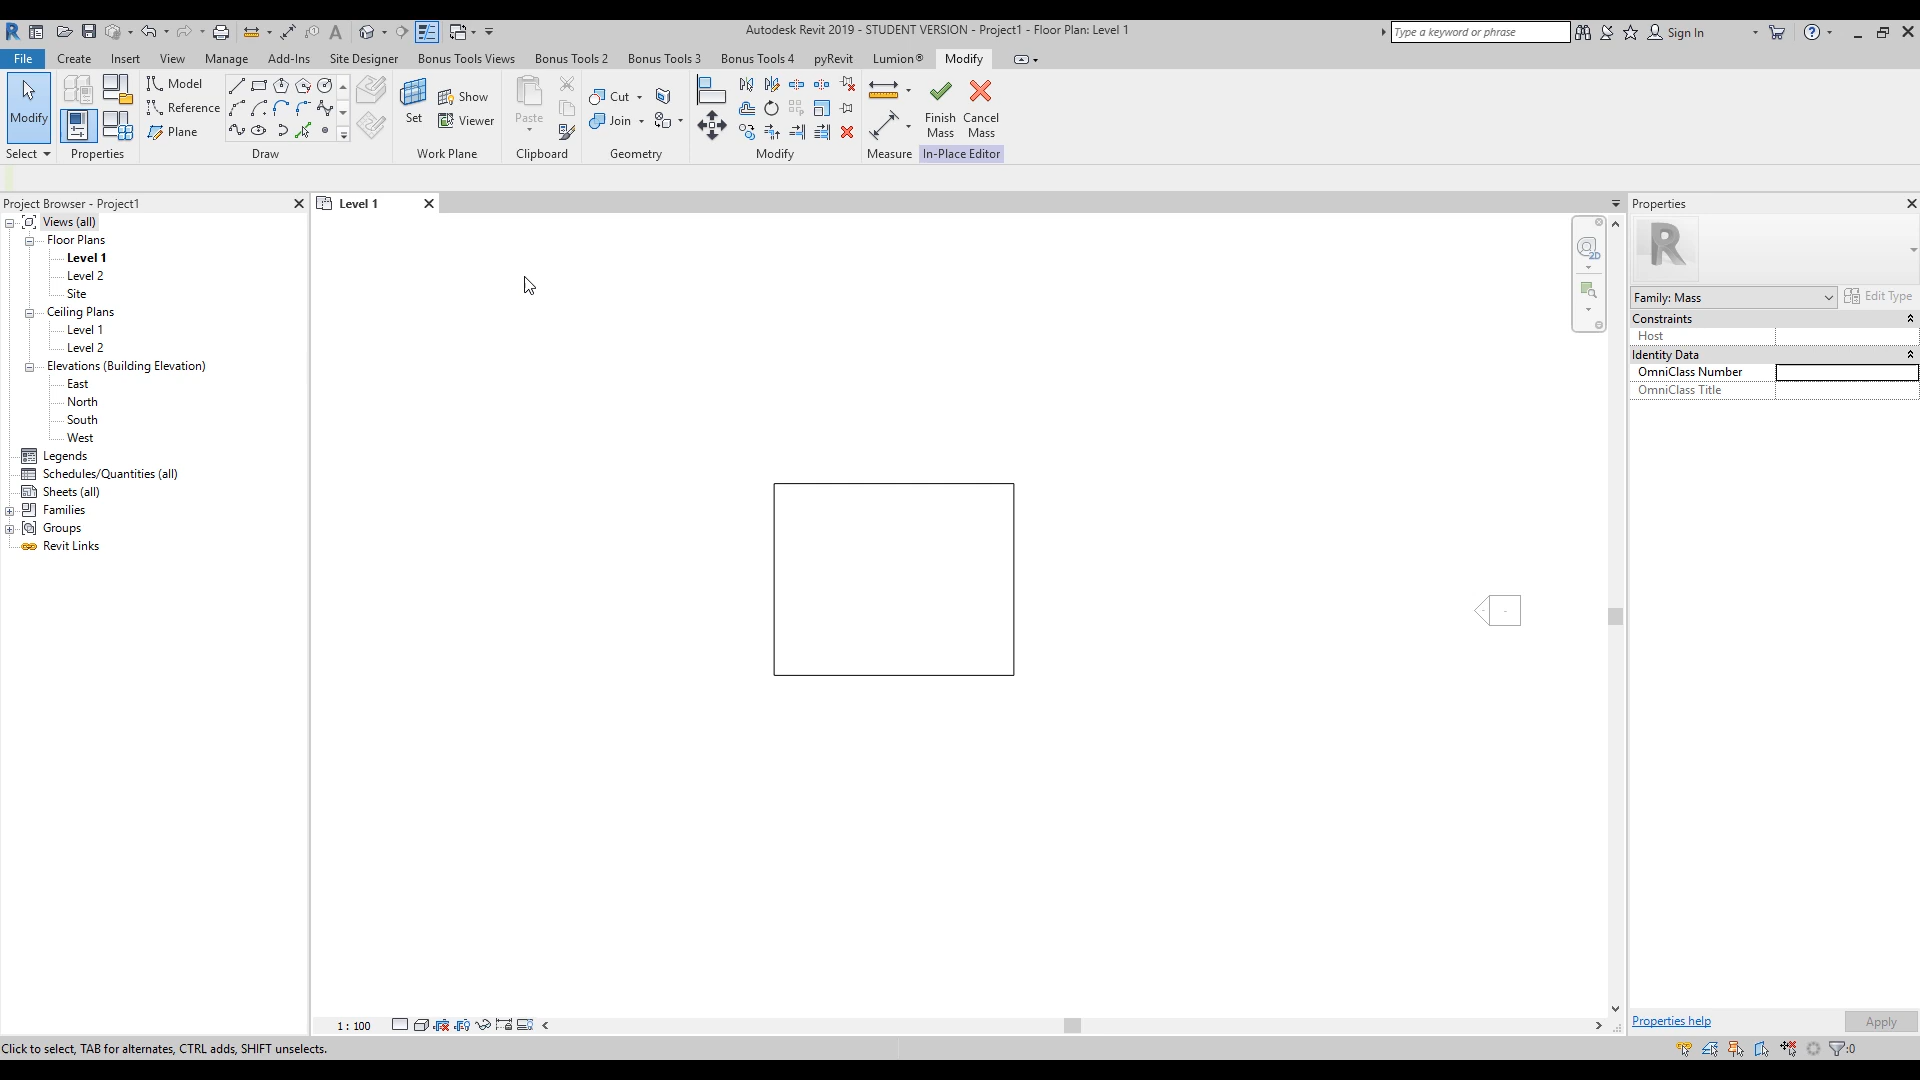 Autodesk Revit 2019 - STUDENT VERSION - Project1 - Floor Plan: Level 1
Type a keyword or phrase
Sign In
File Create Insert View Manage Add-Ins Site Designer Bonus Tools Views Bonus Tools 2 Bonus Tools 3 Bonus Tools 4 pyRevit Lumion® Modify
Modify
Model
Reference
Plane
Set
Show
Viewer
Paste
Cut
Join
Finish Mass
Cancel Mass
Select Properties Draw Work Plane Clipboard Geometry Modify Measure In-Place Editor
Project Browser - Project1
Views (all)
Floor Plans
Level 1
Level 2
Site
Ceiling Plans
Level 1
Level 2
Elevations (Building Elevation)
East
North
South
West
Legends
Schedules/Quantities (all)
Sheets (all)
Families
Groups
Revit Links
Level 1
2D
1 : 100
Properties
R
Family: Mass
Edit Type
Constraints
Host
Identity Data
OmniClass Number
OmniClass Title
Properties help
Apply
Click to select, TAB for alternates, CTRL adds, SHIFT unselects.
:0